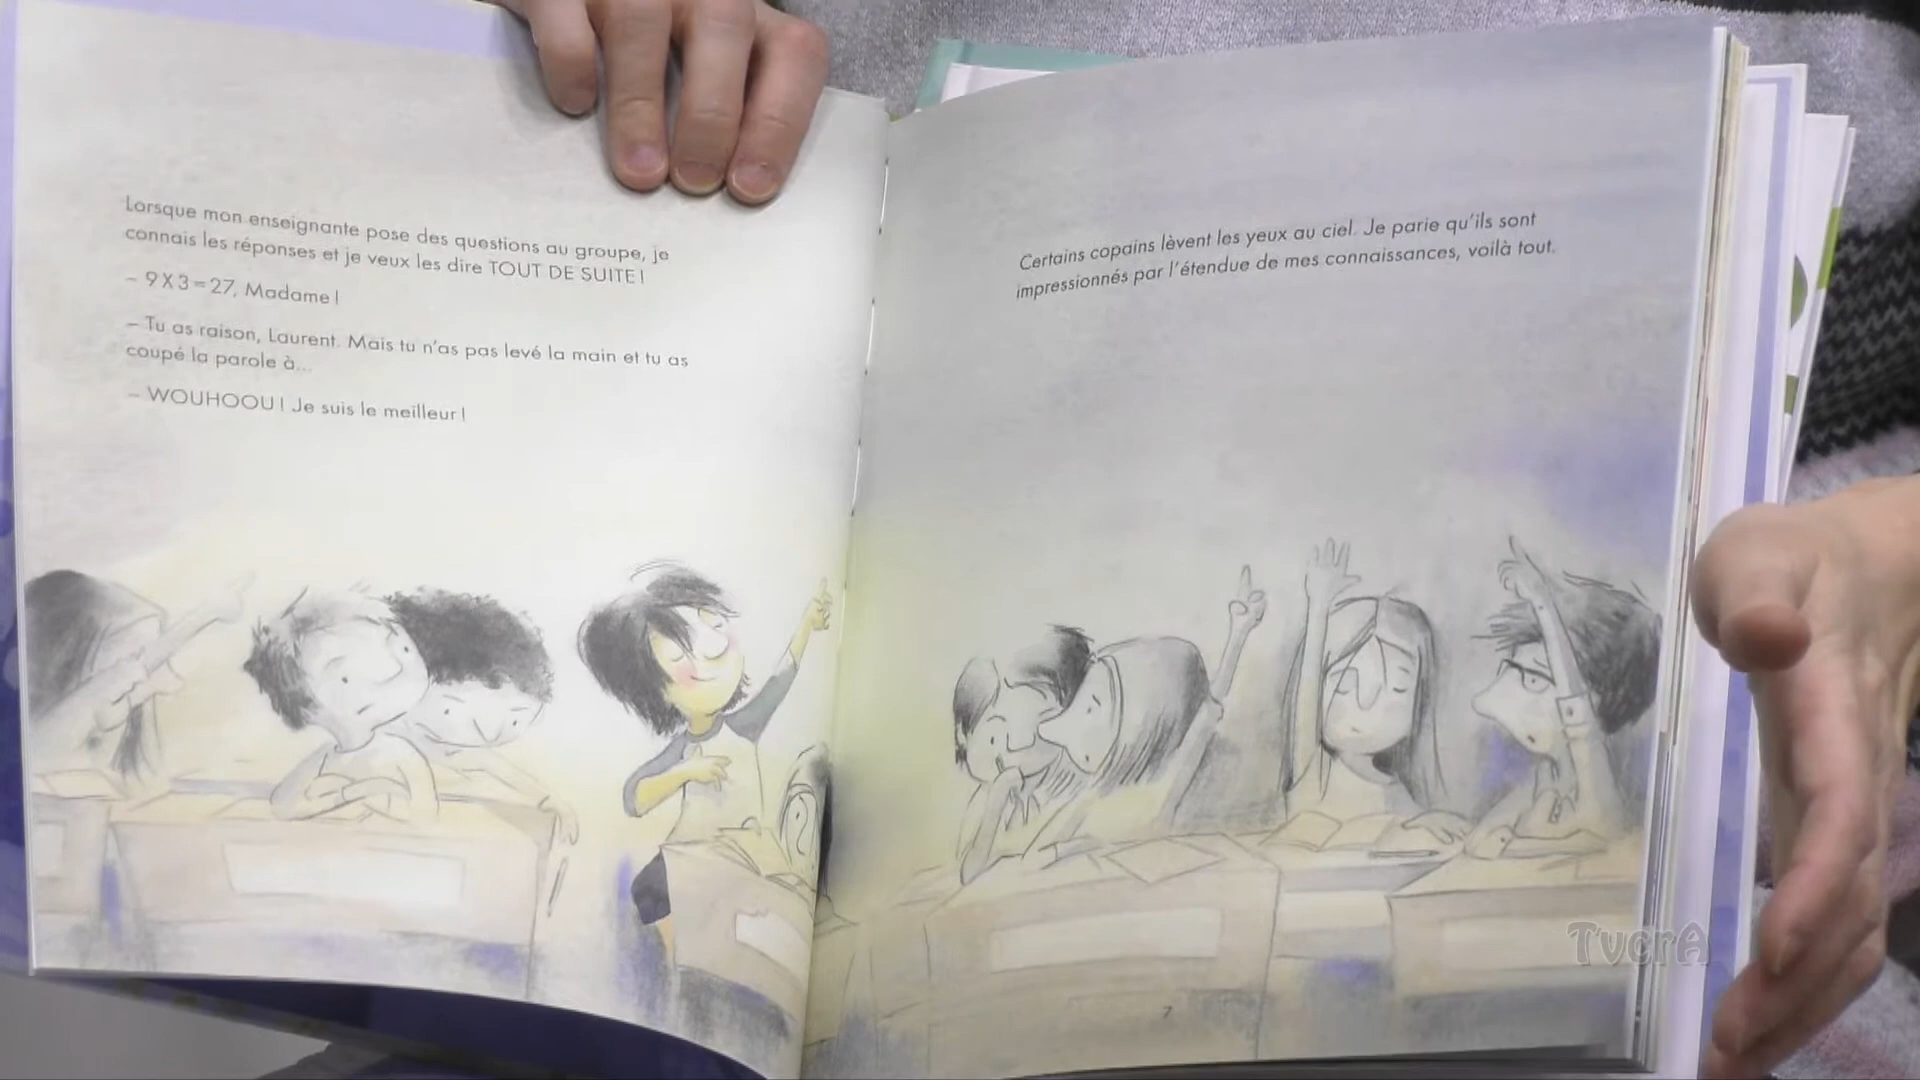 Lorsque mon enseignante pose des questions au groupe, je
connais les réponses et je veux les dire TOUT DE SUITE !
– 9 X 3 = 27, Madame !
– Tu as raison, Laurent. Mais tu n'as pas levé la main et tu as
coupé la parole à...
– WOUHOOU ! Je suis le meilleur !
Certains copains lèvent les yeux au ciel. Je parie qu'ils sont
impressionnés par l'étendue de mes connaissances, voilà tout.
7
TvcrA